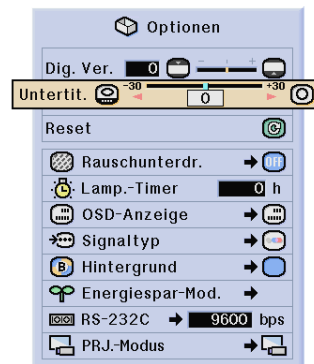 Optionen
Dig. Ver. 0 - +
Untertit. -30 0 +30
Reset
Rauschunterdr. OFF
Lamp.-Timer 0 h
OSD-Anzeige
Signaltyp
B Hintergrund
Energiespar-Mod.
RS-232C 9600 bps
PRJ.-Modus